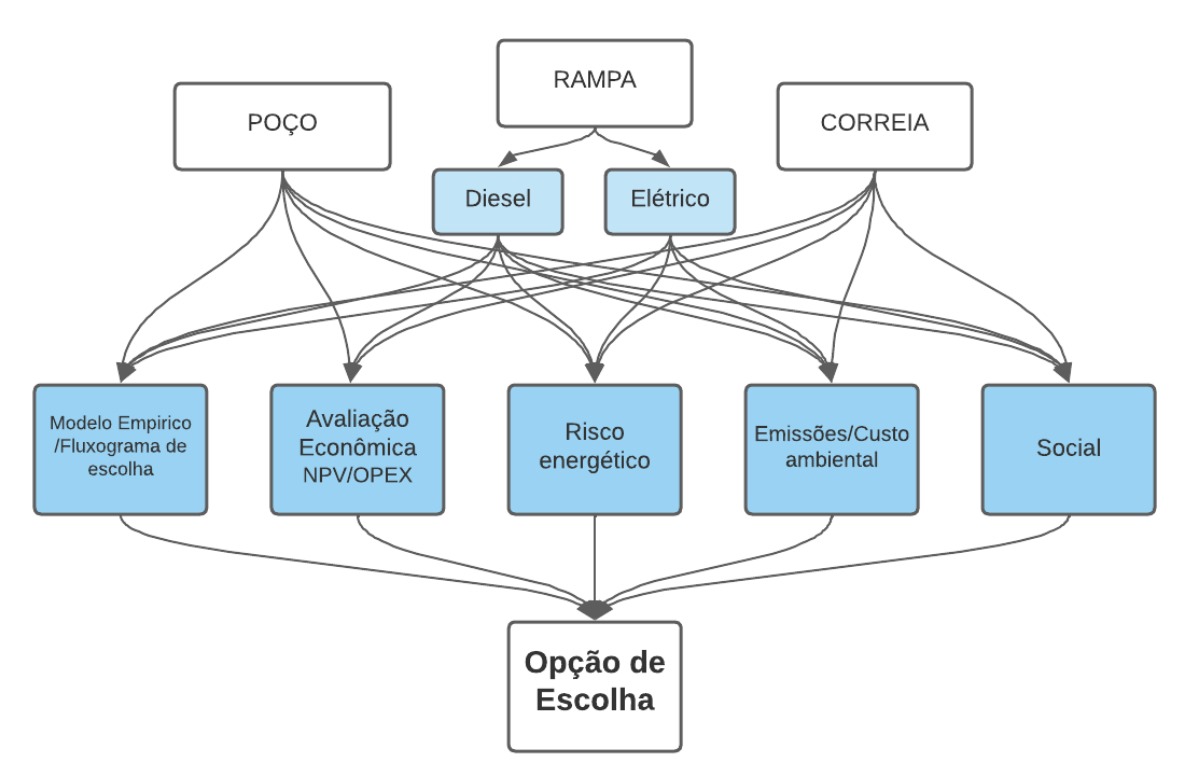 RAMPA
POÇO
CORREIA
Diesel
Elétrico
Modelo Empirico
/Fluxograma de
escolha
Avaliação
Econômica
NPV/OPEX
Risco
energético
Emissões/Custo
ambiental
Social
Opção de
Escolha